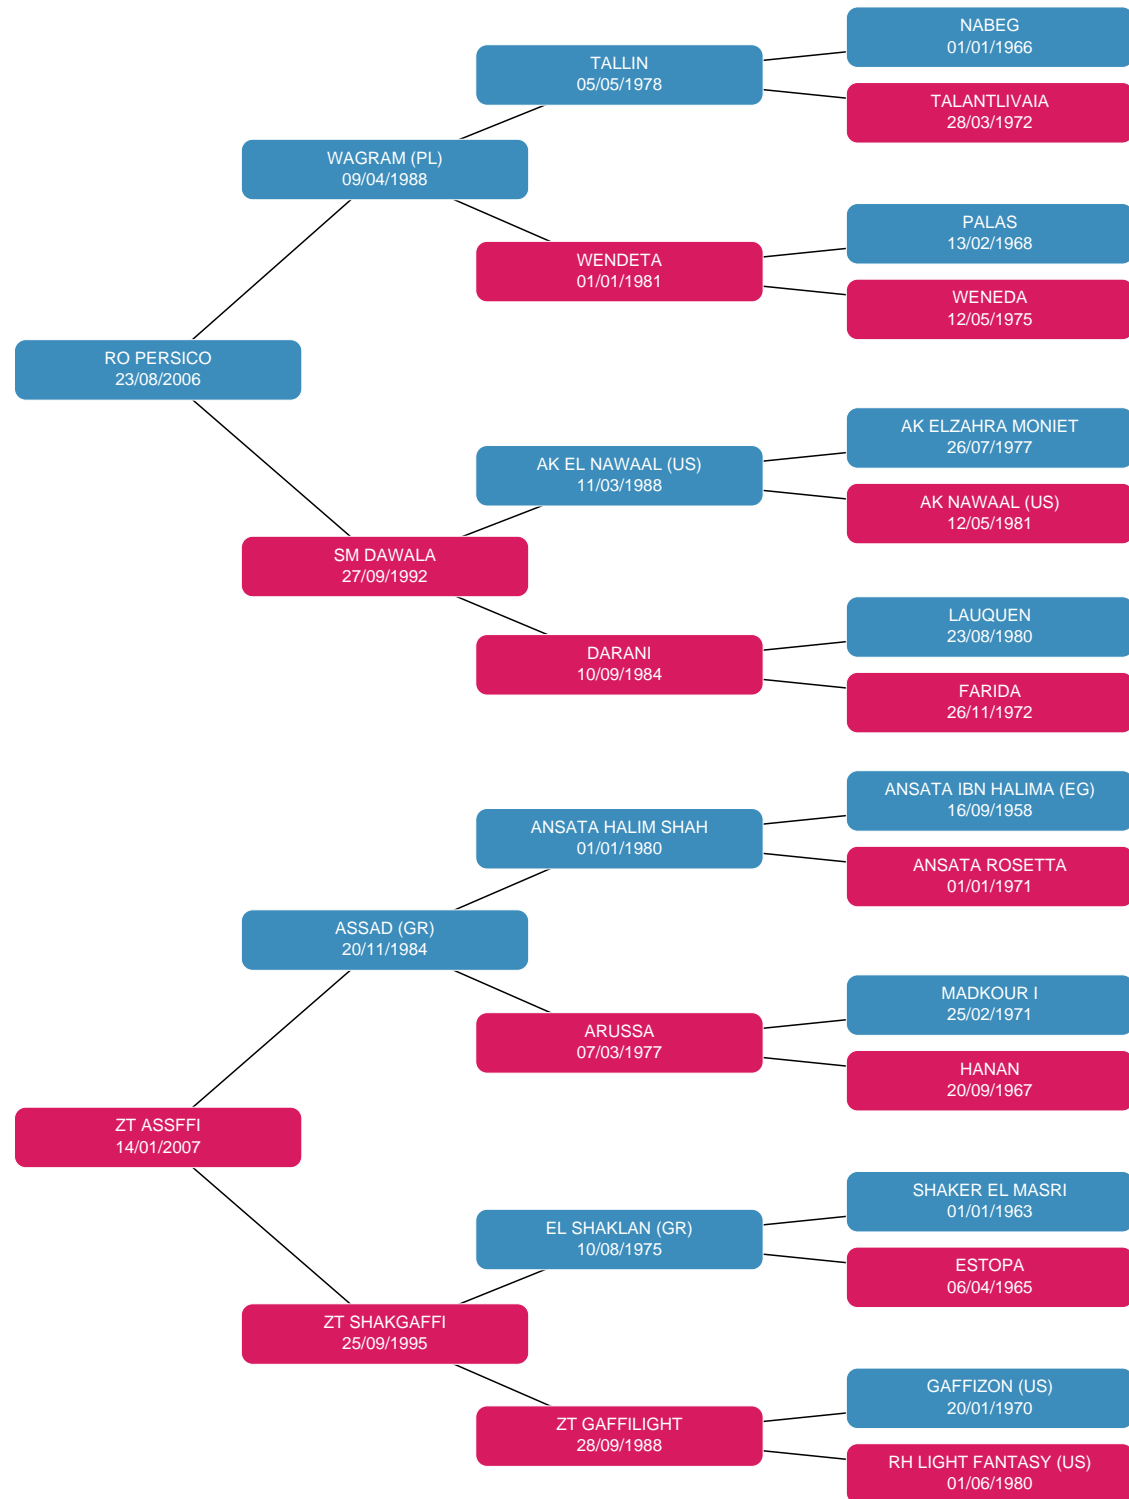 NABEG
01/01/1966
TALLIN
05/05/1978
TALANTLIVAIA
28/03/1972
WAGRAM (PL)
09/04/1988
PALAS
13/02/1968
WENDETA
01/01/1981
WENEDA
12/05/1975
RO PERSICO
23/08/2006
AK ELZAHRA MONIET
26/07/1977
AK EL NAWAAL (US)
11/03/1988
AK NAWAAL (US)
12/05/1981
SM DAWALA
27/09/1992
LAUQUEN
23/08/1980
DARANI
10/09/1984
FARIDA
26/11/1972
ANSATA IBN HALIMA (EG)
16/09/1958
ANSATA HALIM SHAH
01/01/1980
ANSATA ROSETTA
01/01/1971
ASSAD (GR)
20/11/1984
MADKOUR I
25/02/1971
ARUSSA
07/03/1977
HANAN
20/09/1967
ZT ASSFFI
14/01/2007
SHAKER EL MASRI
01/01/1963
EL SHAKLAN (GR)
10/08/1975
ESTOPA
06/04/1965
ZT SHAKGAFFI
25/09/1995
GAFFIZON (US)
20/01/1970
ZT GAFFILIGHT
28/09/1988
RH LIGHT FANTASY (US)
01/06/1980